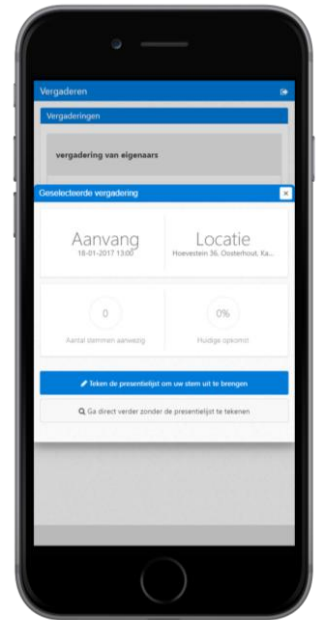 Vergaderen
Vergaderingen
vergadering van eigenaars
Geselecteerde vergadering
Aanvang
18-01-2017 13:00
Locatie
Hoevestein 36, Oosterhout, Ka...
0
Aantal stemmen aanwezig
0%
Huidige opkomst
Teken de presentielijst om uw stem uit te brengen
Ga direct verder zonder de presentielijst te tekenen